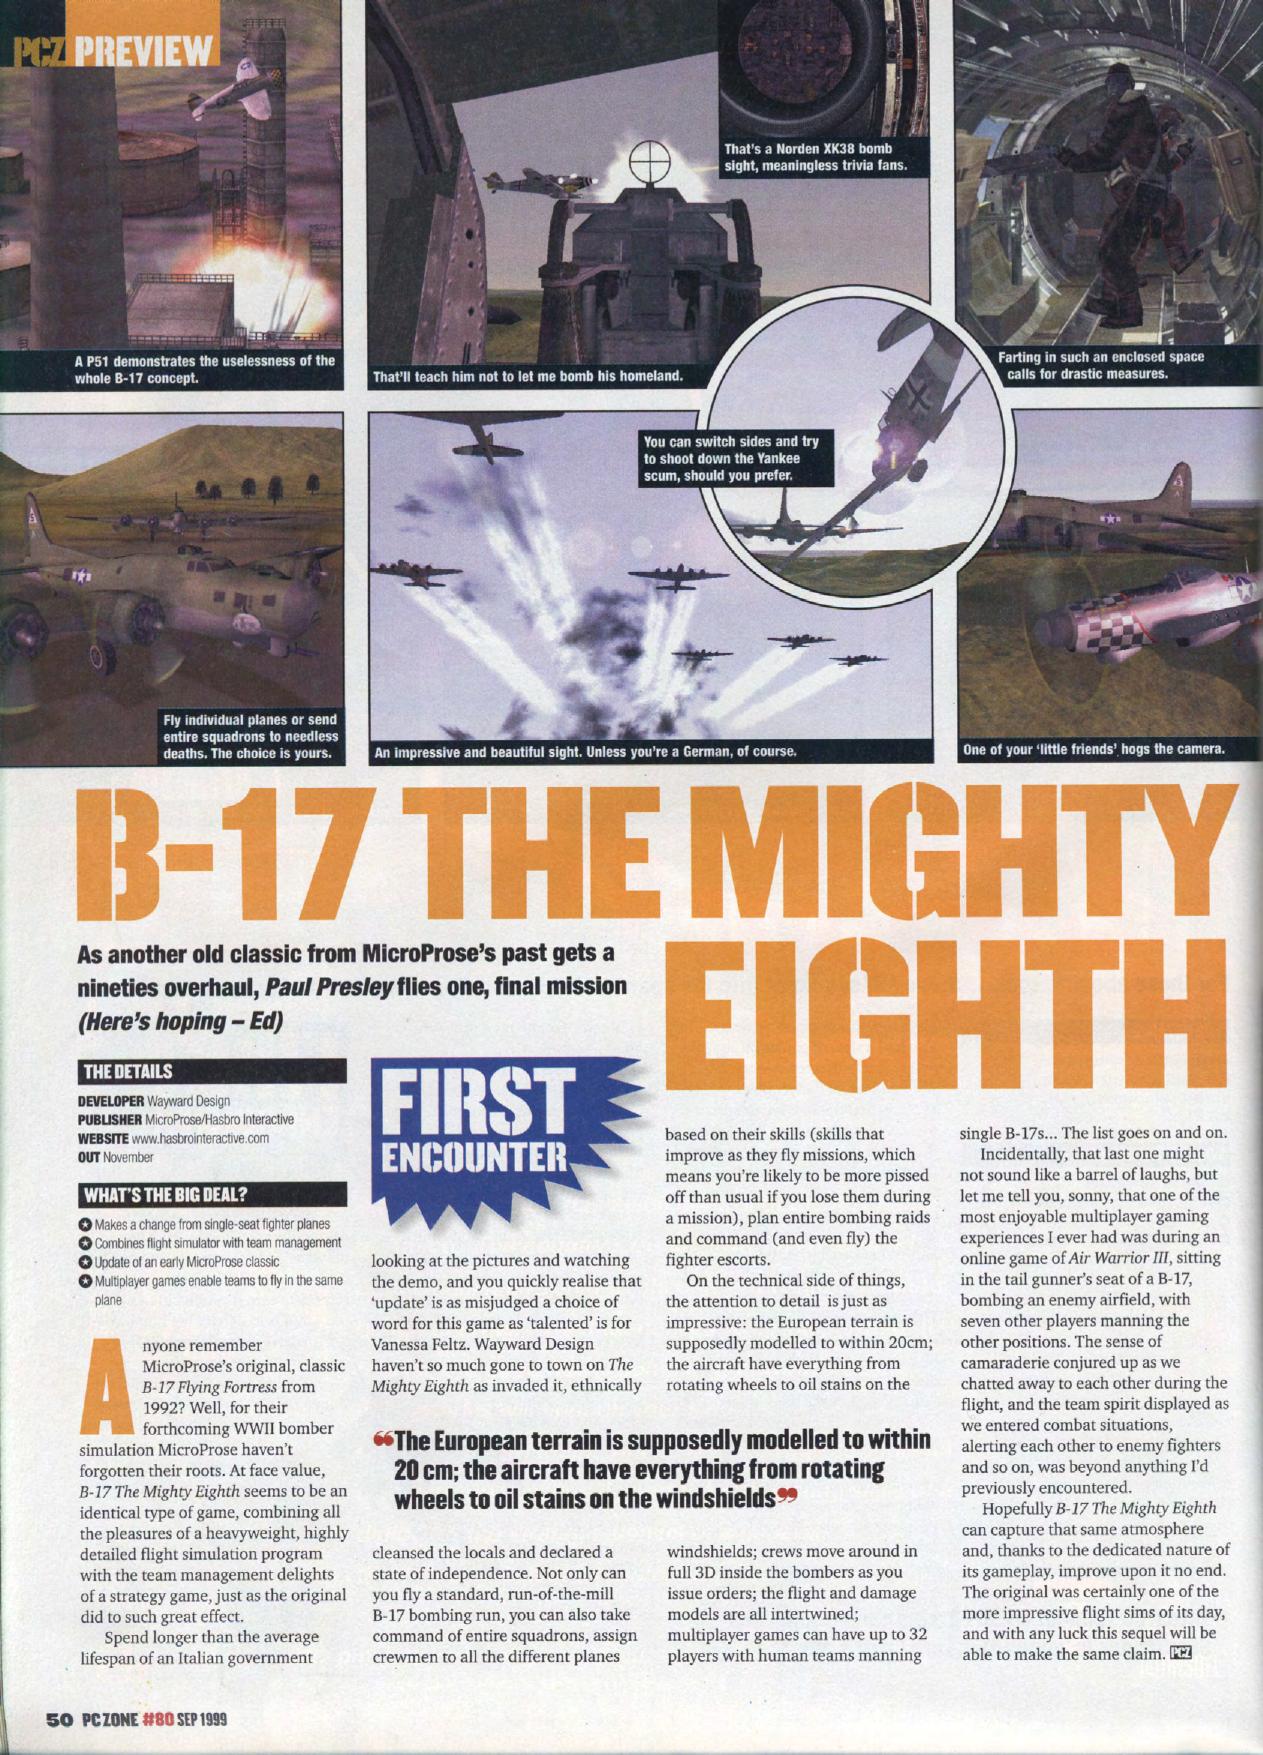 PCZ PREVIEW
That's a Norden XK38 bomb
sight, meaningless trivia fans.
A P51 demonstrates the uselessness of the
whole B-17 concept.
That'll teach him not to let me bomb his homeland.
Farting in such an enclosed space
calls for drastic measures.
You can switch sides and try
to shoot down the Yankee
scum, should you prefer.
Fly individual planes or send
entire squadrons to needless
deaths. The choice is yours.
An impressive and beautiful sight. Unless you're a German, of course.
One of your 'little friends' hogs the camera.
B-17 THE MIGHTY
EIGHTH
As another old classic from MicroProse's past gets a
nineties overhaul, Paul Presley flies one, final mission
(Here's hoping – Ed)
THE DETAILS
DEVELOPER Wayward Design
PUBLISHER MicroProse/Hasbro Interactive
WEBSITE www.hasbrointeractive.com
OUT November
WHAT'S THE BIG DEAL?
Makes a change from single-seat fighter planes
Combines flight simulator with team management
Update of an early MicroProse classic
Multiplayer games enable teams to fly in the same
plane
Anyone remember
MicroProse's original, classic
B-17 Flying Fortress from
1992? Well, for their
forthcoming WWII bomber
simulation MicroProse haven't
forgotten their roots. At face value,
B-17 The Mighty Eighth seems to be an
identical type of game, combining all
the pleasures of a heavyweight, highly
detailed flight simulation program
with the team management delights
of a strategy game, just as the original
did to such great effect.
Spend longer than the average
lifespan of an Italian government
FIRST
ENCOUNTER
looking at the pictures and watching
the demo, and you quickly realise that
'update' is as misjudged a choice of
word for this game as 'talented' is for
Vanessa Feltz. Wayward Design
haven't so much gone to town on The
Mighty Eighth as invaded it, ethnically
“The European terrain is supposedly modelled to within
20 cm; the aircraft have everything from rotating
wheels to oil stains on the windshields”
cleansed the locals and declared a
state of independence. Not only can
you fly a standard, run-of-the-mill
B-17 bombing run, you can also take
command of entire squadrons, assign
crewmen to all the different planes
based on their skills (skills that
improve as they fly missions, which
means you're likely to be more pissed
off than usual if you lose them during
a mission), plan entire bombing raids
and command (and even fly) the
fighter escorts.
On the technical side of things,
the attention to detail is just as
impressive: the European terrain is
supposedly modelled to within 20cm;
the aircraft have everything from
rotating wheels to oil stains on the
windshields; crews move around in
full 3D inside the bombers as you
issue orders; the flight and damage
models are all intertwined;
multiplayer games can have up to 32
players with human teams manning
single B-17s... The list goes on and on.
Incidentally, that last one might
not sound like a barrel of laughs, but
let me tell you, sonny, that one of the
most enjoyable multiplayer gaming
experiences I ever had was during an
online game of Air Warrior III, sitting
in the tail gunner's seat of a B-17,
bombing an enemy airfield, with
seven other players manning the
other positions. The sense of
camaraderie conjured up as we
chatted away to each other during the
flight, and the team spirit displayed as
we entered combat situations,
alerting each other to enemy fighters
and so on, was beyond anything I'd
previously encountered.
Hopefully B-17 The Mighty Eighth
can capture that same atmosphere
and, thanks to the dedicated nature of
its gameplay, improve upon it no end.
The original was certainly one of the
more impressive flight sims of its day,
and with any luck this sequel will be
able to make the same claim. PCZ
50 PC ZONE #80 SEP 1999